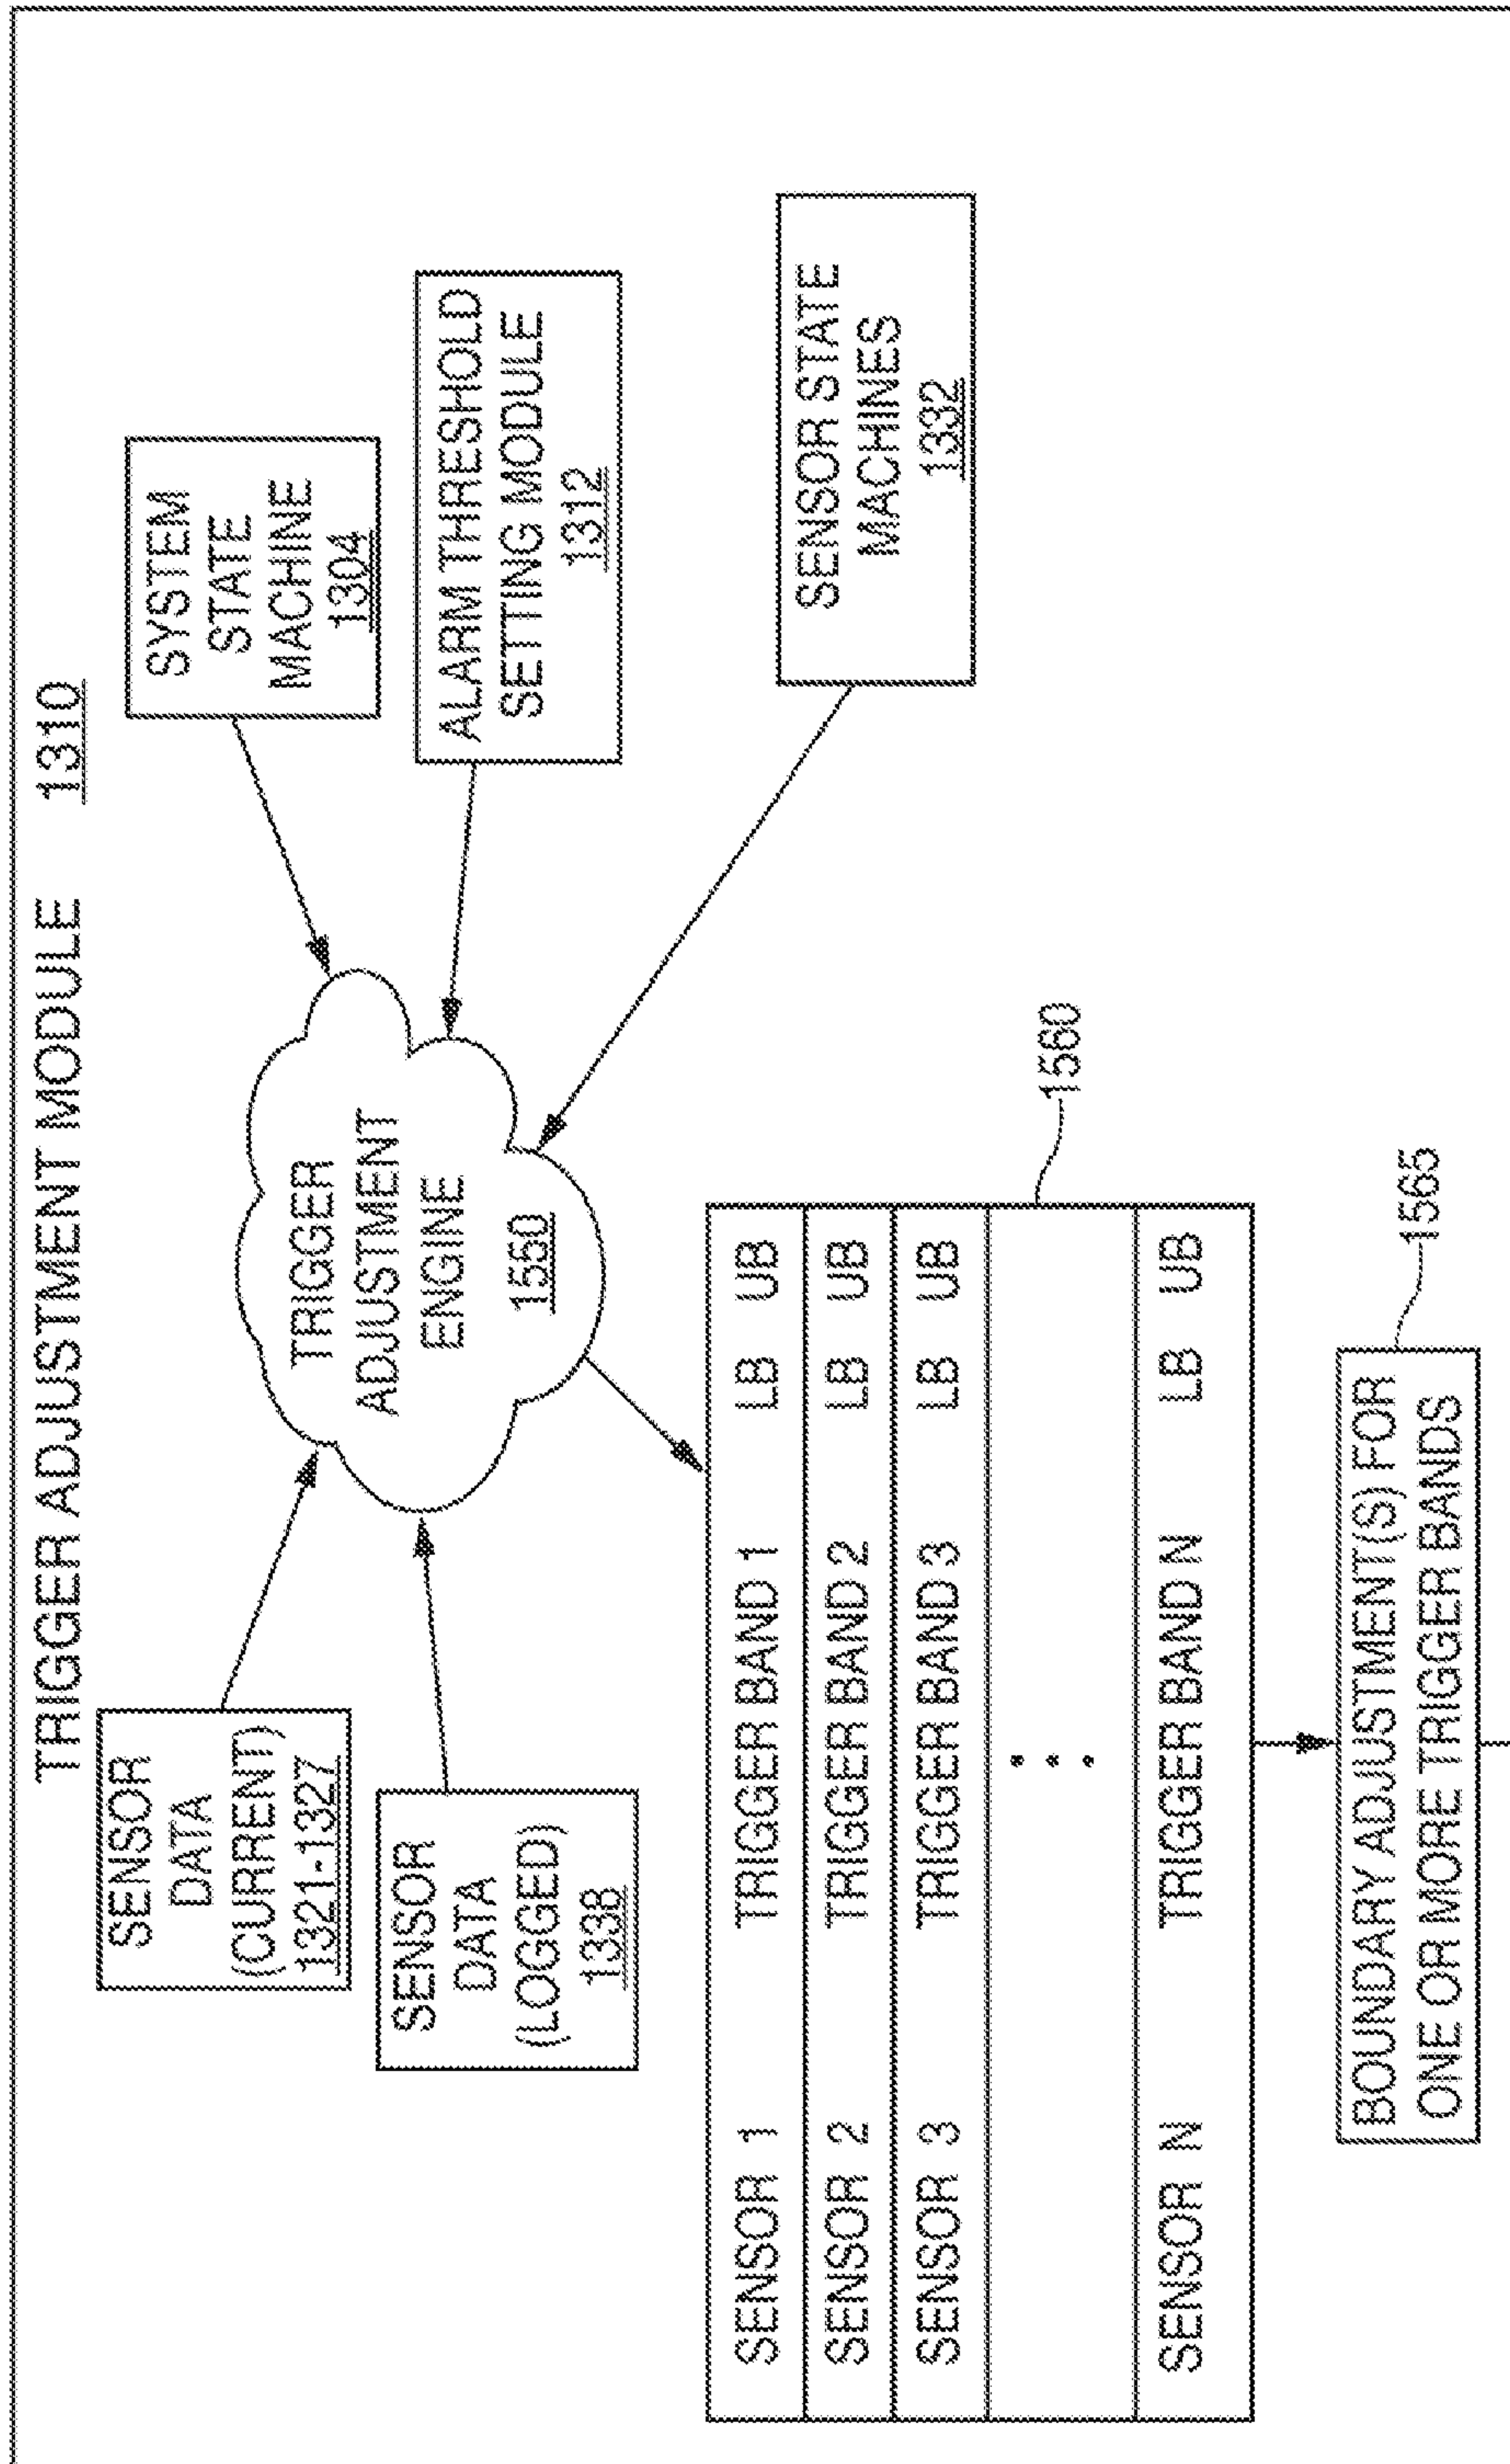 TRIGGER ADJUSTMENT MODULE 1310
SENSOR
DATA
(CURRENT)
1321-1327
SENSOR
DATA
(LOGGED)
1338
TRIGGER
ADJUSTMENT
ENGINE
1550
SYSTEM
STATE
MACHINE
1304
ALARM THRESHOLD
SETTING MODULE
1312
SENSOR STATE
MACHINES
1332
SENSOR 1 TRIGGER BAND 1 LB UB
SENSOR 2 TRIGGER BAND 2 LB UB
SENSOR 3 TRIGGER BAND 3 LB UB
• • •
SENSOR N TRIGGER BAND N LB UB
1560
BOUNDARY ADJUSTMENT(S) FOR
ONE OR MORE TRIGGER BANDS
1565